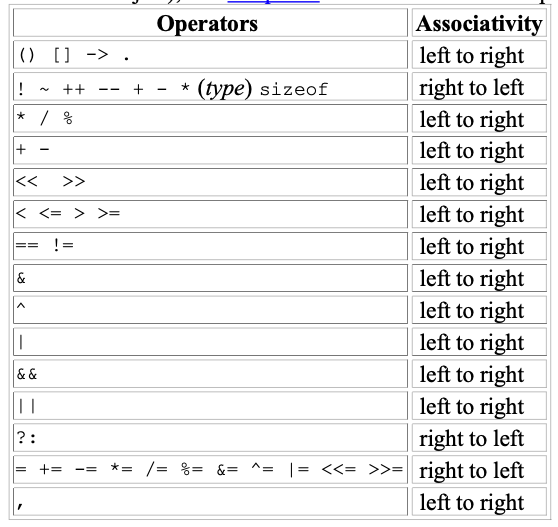 Operators Associativity
() [] -> . left to right
! ~ ++ -- + - * (type) sizeof right to left
* / % left to right
+ - left to right
<< >> left to right
< <= > >= left to right
== != left to right
& left to right
^ left to right
| left to right
&& left to right
|| left to right
?: right to left
= += -= *= /= %= &= ^= |= <<= >>= right to left
, left to right